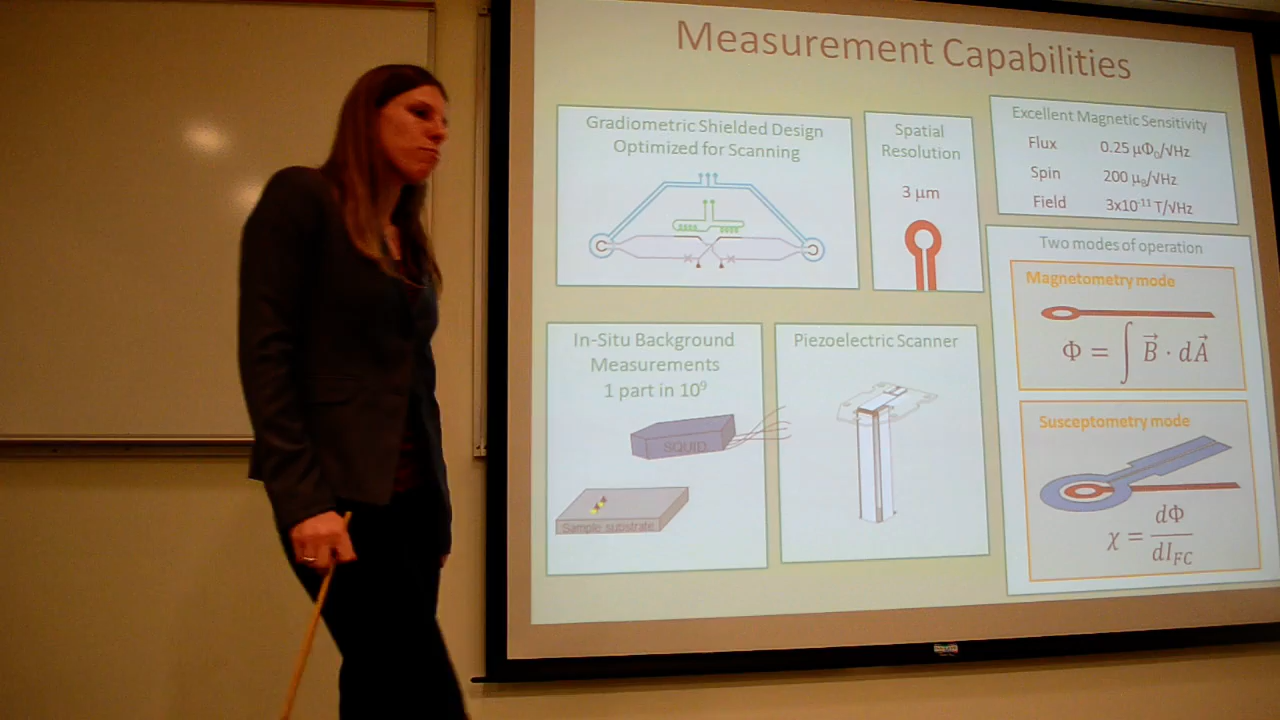 Measurement Capabilities
Gradiometric Shielded Design
Optimized for Scanning
Spatial
Resolution
3 μm
Excellent Magnetic Sensitivity
Flux 0.25 μΦ₀/√Hz
Spin 200 μ_B/√Hz
Field 3x10⁻¹¹ T/√Hz
Two modes of operation
Magnetometry mode
Φ = ∫ B⃗ · dA⃗
Susceptometry mode
χ = dΦ/dI_FC
In-Situ Background
Measurements
1 part in 10⁹
SQUID
Sample substrate
Piezoelectric Scanner